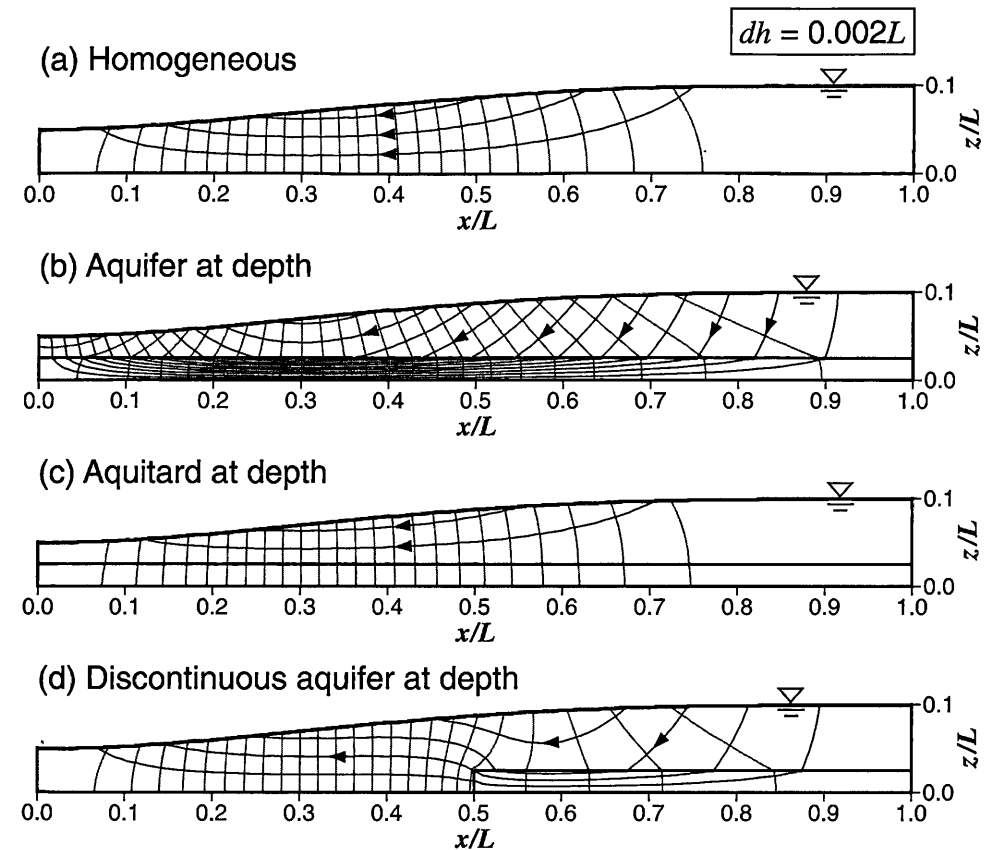 dh = 0.002L
(a) Homogeneous
0.1
z/L
0.0
0.0 0.1 0.2 0.3 0.4 0.5 0.6 0.7 0.8 0.9 1.0
x/L
(b) Aquifer at depth
0.1
z/L
0.0
0.0 0.1 0.2 0.3 0.4 0.5 0.6 0.7 0.8 0.9 1.0
x/L
(c) Aquitard at depth
0.1
z/L
0.0
0.0 0.1 0.2 0.3 0.4 0.5 0.6 0.7 0.8 0.9 1.0
x/L
(d) Discontinuous aquifer at depth
0.1
z/L
0.0
0.0 0.1 0.2 0.3 0.4 0.5 0.6 0.7 0.8 0.9 1.0
x/L